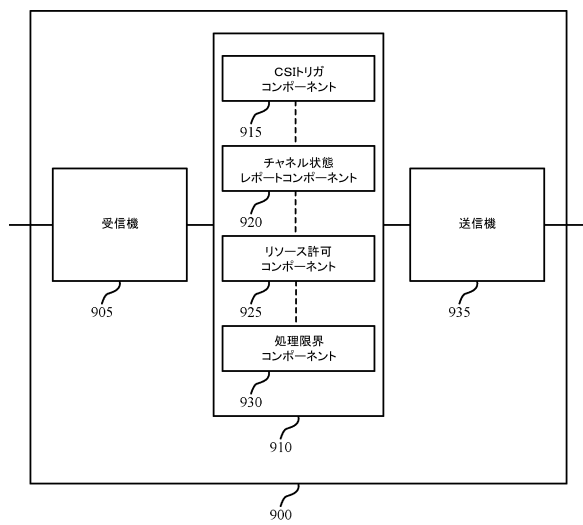 CSIトリガ
コンポーネント
915
チャネル状態
レポートコンポーネント
920
受信機
905
リソース許可
コンポーネント
925
送信機
935
処理限界
コンポーネント
930
910
900